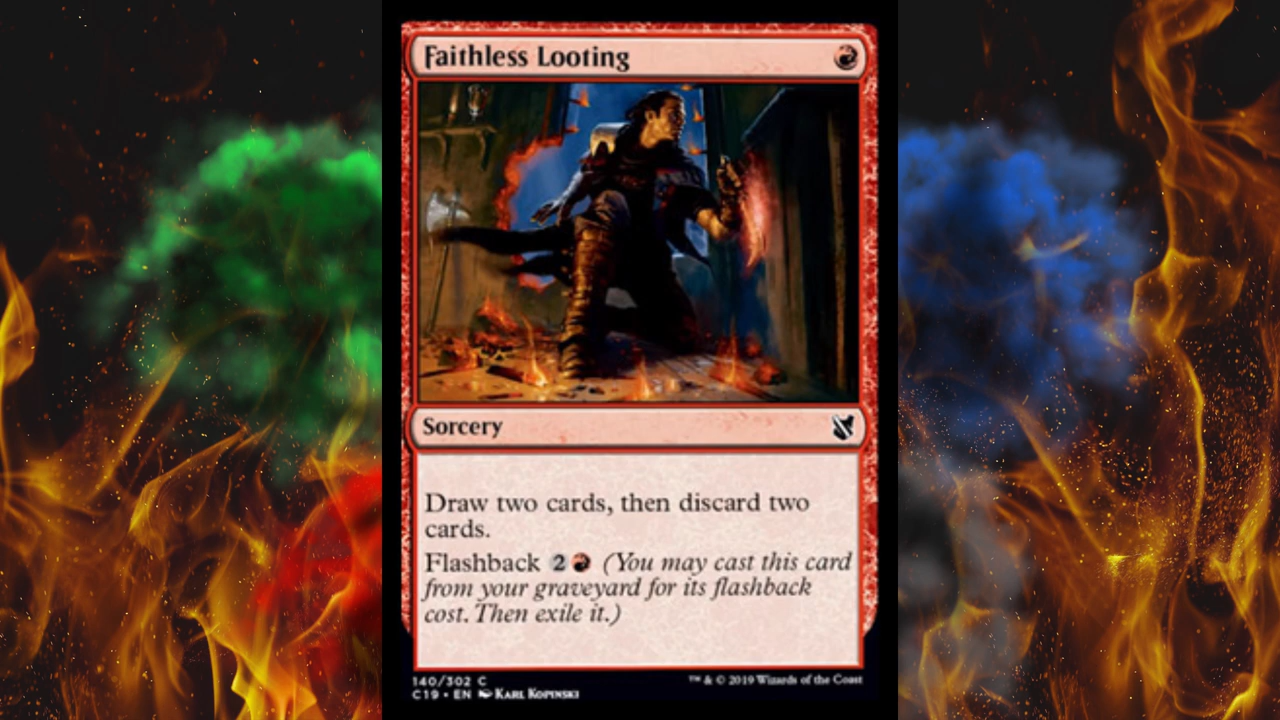 Faithless Looting
Sorcery
Draw two cards, then discard two
cards.
Flashback 2 (You may cast this card
from your graveyard for its flashback
cost. Then exile it.)
140/302 C
C19 • EN KARL KOPINSKI
™ & © 2019 Wizards of the Coast